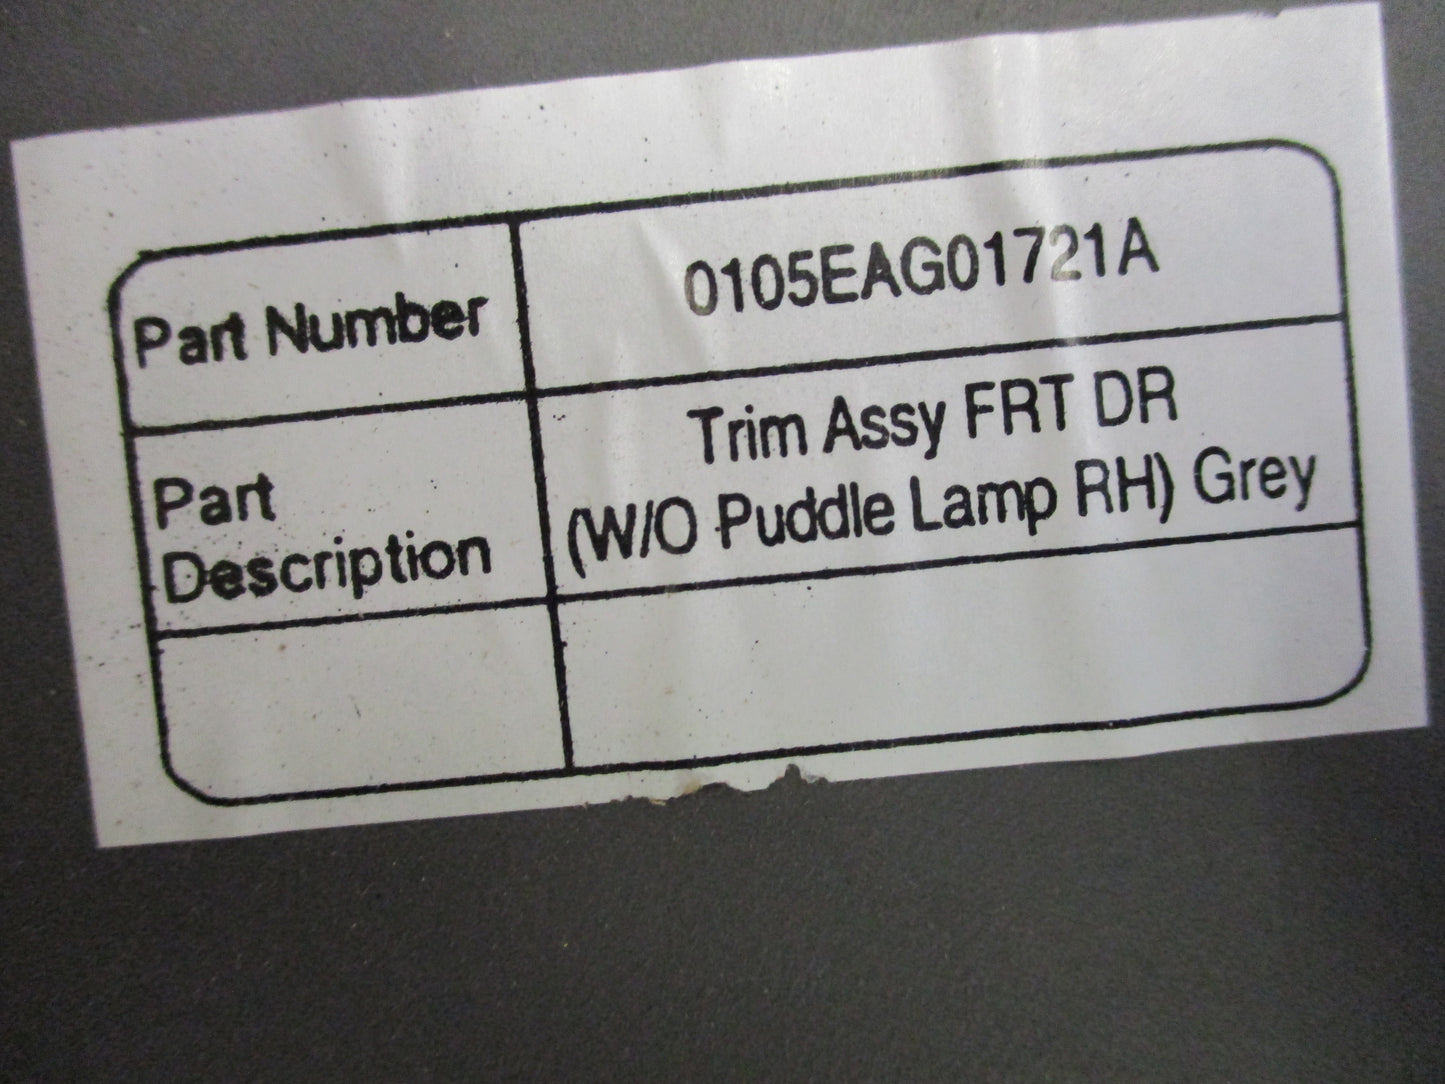 Part Number
0105EAG01721A
Part
Description
Trim Assy FRT DR
(W/O Puddle Lamp RH) Grey